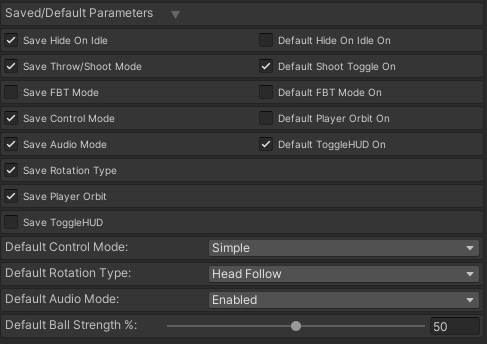 Saved/Default Parameters
Save Hide On Idle Default Hide On Idle On
Save Throw/Shoot Mode Default Shoot Toggle On
Save FBT Mode Default FBT Mode On
Save Control Mode Default Player Orbit On
Save Audio Mode Default ToggleHUD On
Save Rotation Type
Save Player Orbit
Save ToggleHUD
Default Control Mode: Simple
Default Rotation Type: Head Follow
Default Audio Mode: Enabled
Default Ball Strength %: 50